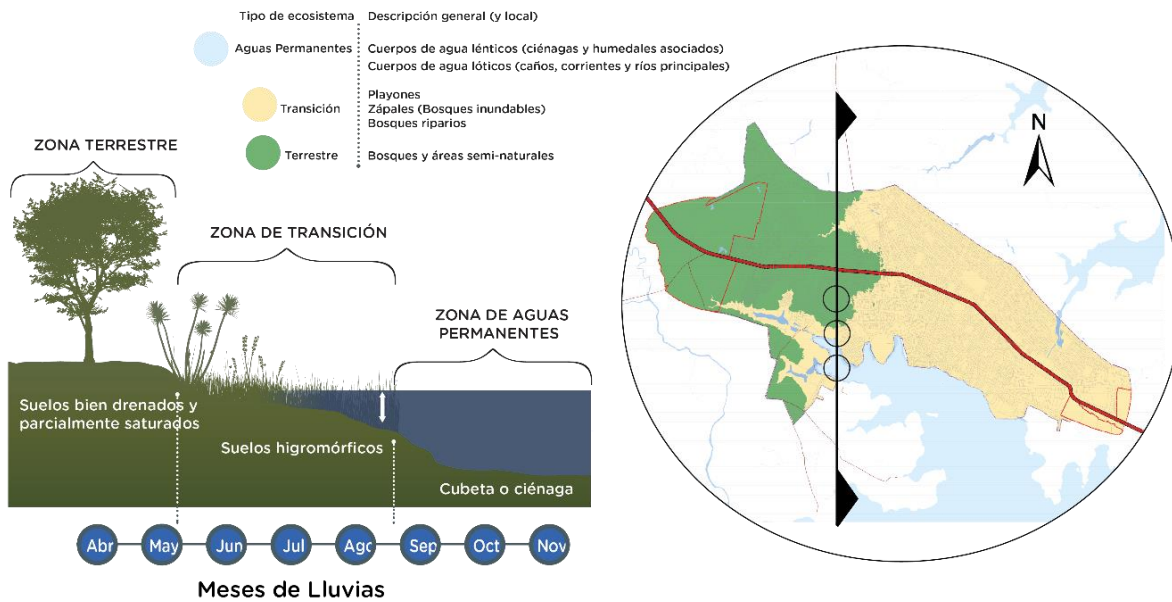 Tipo de ecosistema Descripción general (y local)
Aguas Permanentes Cuerpos de agua lénticos (ciénagas y humedales asociados)
Cuerpos de agua lóticos (caños, corrientes y ríos principales)
Playones
Transición Zápales (Bosques inundables)
Bosques riparios
Terrestre Bosques y áreas semi-naturales
ZONA TERRESTRE
ZONA DE TRANSICIÓN
ZONA DE AGUAS
PERMANENTES
Suelos bien drenados y
parcialmente saturados
Suelos higromórficos
Cubeta o ciénaga
Abr May Jun Jul Ago Sep Oct Nov
Meses de Lluvias
N